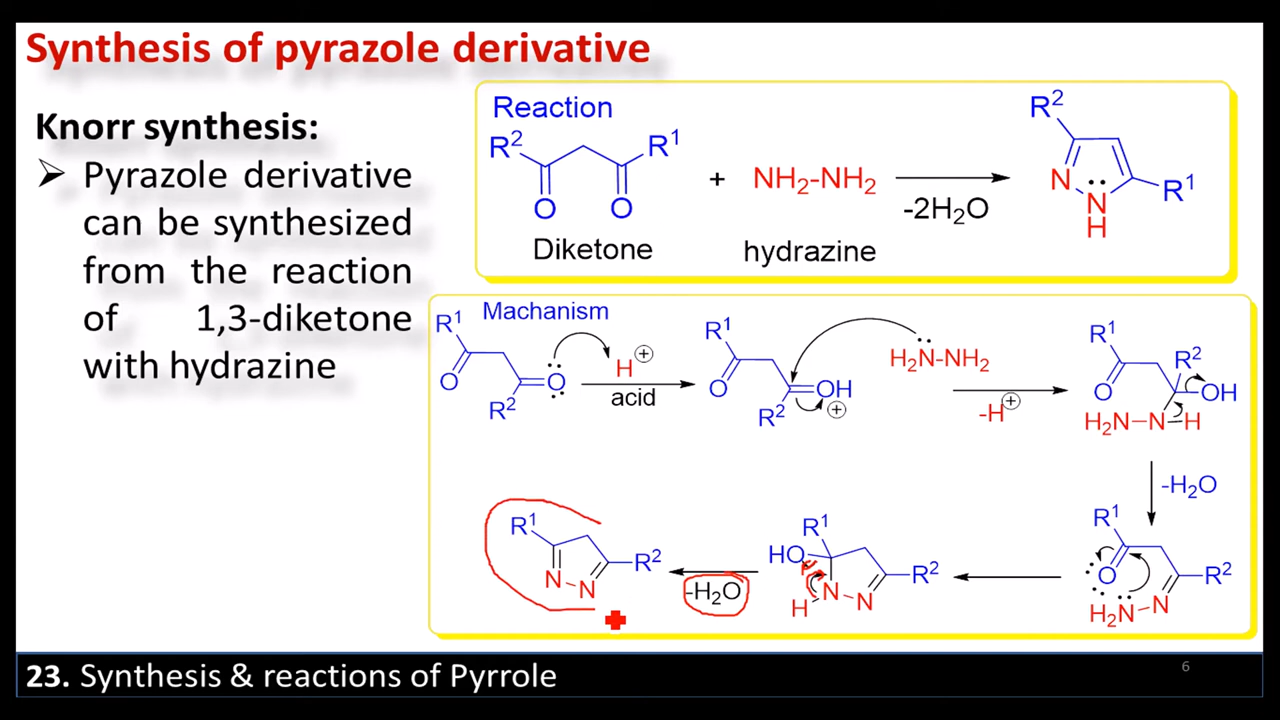 Synthesis of pyrazole derivative
Knorr synthesis:
➢ Pyrazole derivative
can be synthesized
from the reaction
of 1,3-diketone
with hydrazine
Reaction
R² R¹
O O
Diketone
+
NH₂-NH₂
hydrazine
-2H₂O
R²
N N
H
R¹
Machanism
R¹
O
R²
O
H⊕
acid
R¹
O
R²
OH
⊕
H₂N-NH₂
-H⊕
R¹
R²
O
OH
H₂N-N-H
-H₂O
R¹
O
R²
H₂N N
R¹
HO
R²
H N N
-H₂O
R¹
R²
N N
23. Synthesis & reactions of Pyrrole
6